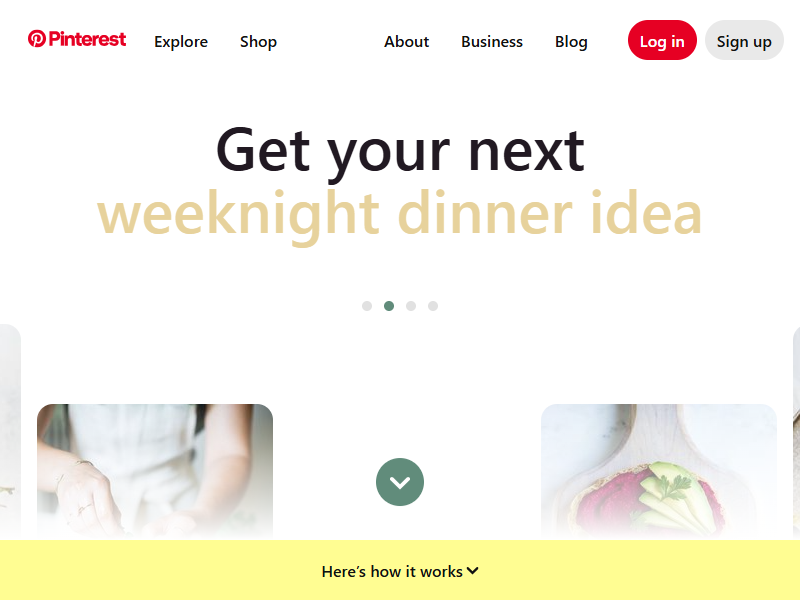 Pinterest
Explore
Shop
About
Business
Blog
Log in
Sign up
Get your next
weeknight dinner idea
Here's how it works